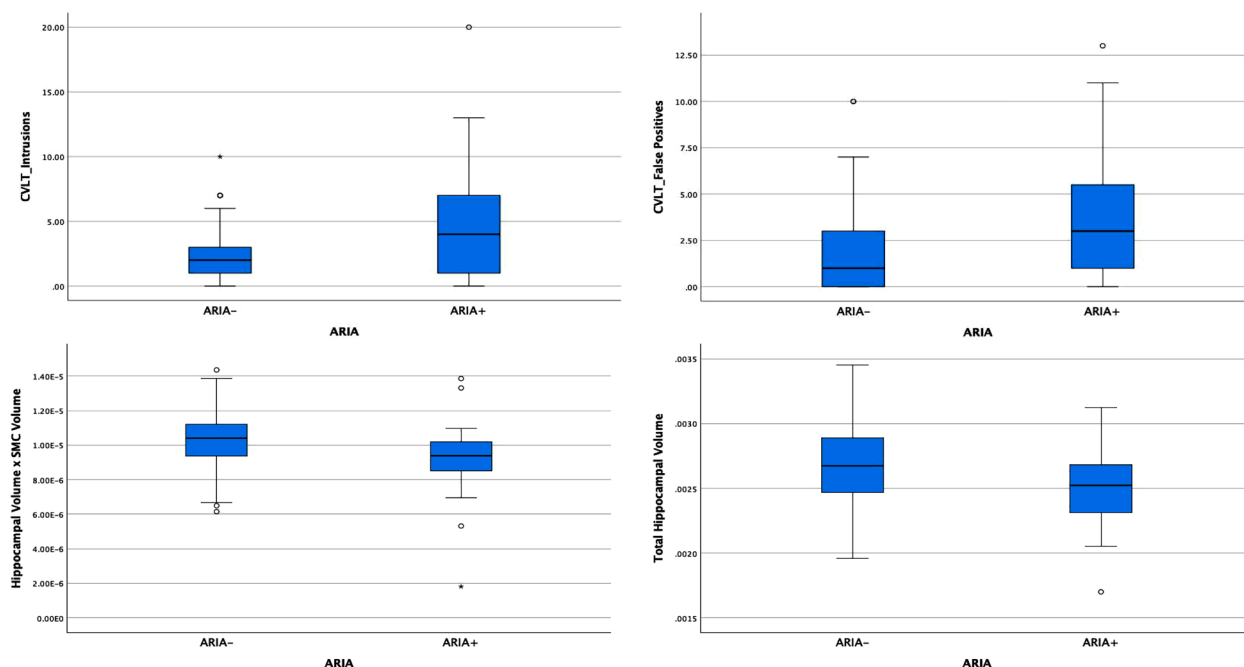 CVLT_Intrusions
20.00
15.00
10.00
5.00
.00
ARIA-
ARIA+
ARIA
CVLT_False Positives
12.50
10.00
7.50
5.00
2.50
.00
ARIA-
ARIA+
ARIA
Hippocampal Volume x SMC Volume
1.40E-5
1.20E-5
1.00E-5
8.00E-6
6.00E-6
4.00E-6
2.00E-6
0.00E0
ARIA-
ARIA+
ARIA
Total Hippocampal Volume
.0035
.0030
.0025
.0020
.0015
ARIA-
ARIA+
ARIA